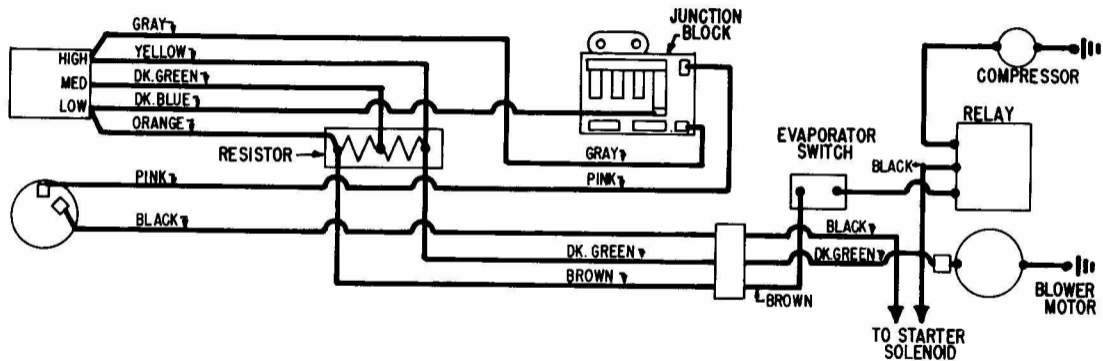 GRAY
HIGH
YELLOW
MED
DK.GREEN
LOW
DK.BLUE
ORANGE
RESISTOR
PINK
BLACK
JUNCTION
BLOCK
GRAY
PINK
DK. GREEN
BROWN
EVAPORATOR
SWITCH
BLACK
COMPRESSOR
RELAY
BLACK
DK.GREEN
BROWN
BLOWER
MOTOR
TO STARTER
SOLENOID